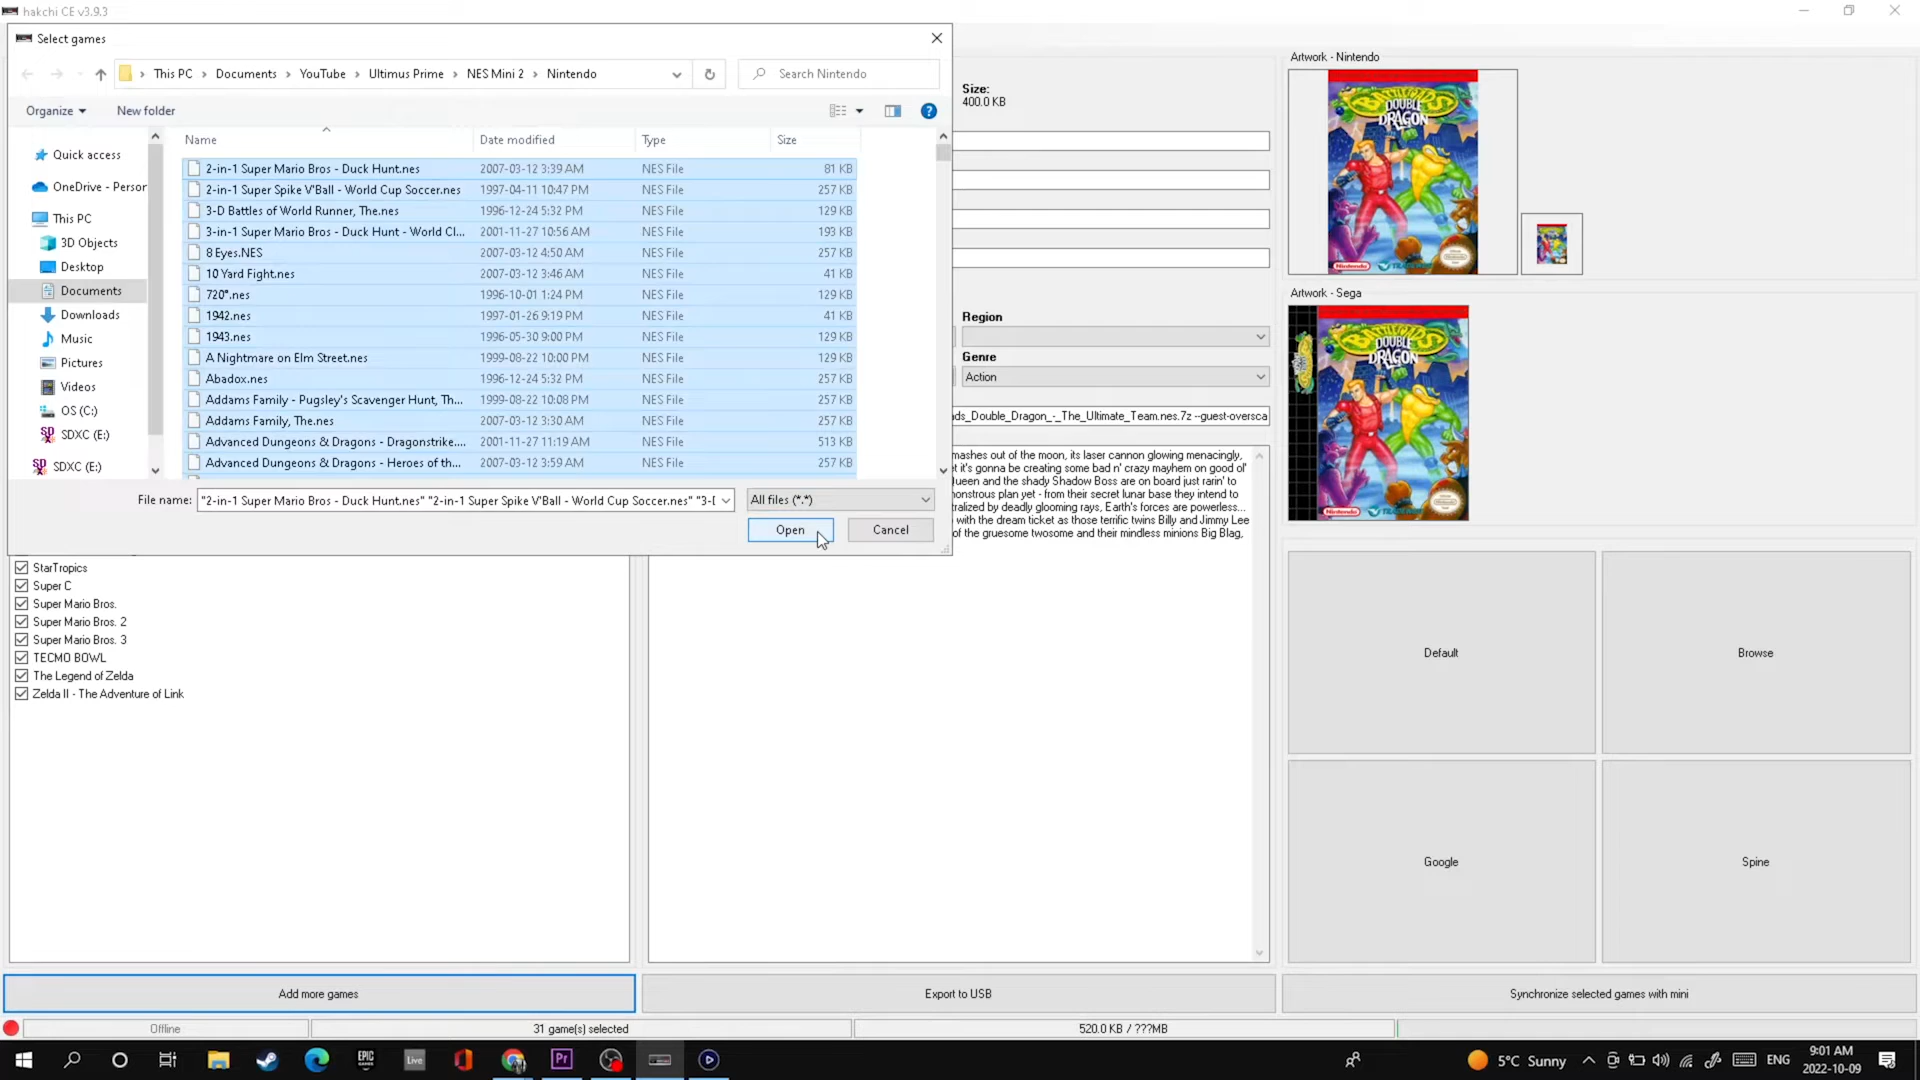 hakchi CE v3.9.3
Select games
This PC > Documents > YouTube > Ultimus Prime > NES Mini 2 > Nintendo
Search Nintendo
Organize
New folder
Name
Date modified
Type
Size
Quick access
OneDrive - Person
This PC
3D Objects
Desktop
Documents
Downloads
Music
Pictures
Videos
OS (C:)
SDXC (E:)
SDXC (E:)
2-in-1 Super Mario Bros - Duck Hunt.nes 2007-03-12 3:39 AM NES File 81 KB
2-in-1 Super Spike V'Ball - World Cup Soccer.nes 1997-04-11 10:47 PM NES File 257 KB
3-D Battles of World Runner, The.nes 1996-12-24 5:32 PM NES File 129 KB
3-in-1 Super Mario Bros - Duck Hunt - World Cl... 2001-11-27 10:56 AM NES File 193 KB
8 Eyes.NES 2007-03-12 4:50 AM NES File 257 KB
10 Yard Fight.nes 2007-03-12 3:46 AM NES File 41 KB
720°.nes 1996-10-01 1:24 PM NES File 129 KB
1942.nes 1997-01-26 9:19 PM NES File 41 KB
1943.nes 1996-05-30 9:00 PM NES File 129 KB
A Nightmare on Elm Street.nes 1999-08-22 10:00 PM NES File 129 KB
Abadox.nes 1996-12-24 5:32 PM NES File 257 KB
Addams Family - Pugsley's Scavenger Hunt, Th... 1999-08-22 10:08 PM NES File 257 KB
Addams Family, The.nes 2007-03-12 3:30 AM NES File 257 KB
Advanced Dungeons & Dragons - Dragonstrike.... 2001-11-27 11:19 AM NES File 513 KB
Advanced Dungeons & Dragons - Heroes of th... 2007-03-12 3:59 AM NES File 257 KB
File name: "2-in-1 Super Mario Bros - Duck Hunt.nes" "2-in-1 Super Spike V'Ball - World Cup Soccer.nes" "3-[
All files (*.*)
Open
Cancel
StarTropics
Super C
Super Mario Bros.
Super Mario Bros. 2
Super Mario Bros. 3
TECMO BOWL
The Legend of Zelda
Zelda II - The Adventure of Link
Size:
400.0 KB
Region
Genre
Action
ads_Double_Dragon_-_The_Ultimate_Team.nes.7z --guest-oversca
mashes out of the moon, its laser cannon glowing menacingly,
t it's gonna be creating some bad n' crazy mayhem on good ol'
Queen and the shady Shadow Boss are on board just rarin' to
nonstrous plan yet - from their secret lunar base they intend to
tralized by deadly glooming rays, Earth's forces are powerless...
with the dream ticket as those terrific twins Billy and Jimmy Lee
of the gruesome twosome and their mindless minions Big Blag,
Artwork - Nintendo
BATTLETOADS
DOUBLE
DRAGON
Nintendo
Artwork - Sega
BATTLETOADS
DOUBLE
DRAGON
Nintendo
Default
Browse
Google
Spine
Add more games
Export to USB
Synchronize selected games with mini
Offline
31 game(s) selected
520.0 KB / ???MB
EPIC
GAMES
Live
Pr
5°C Sunny
ENG
9:01 AM
2022-10-09